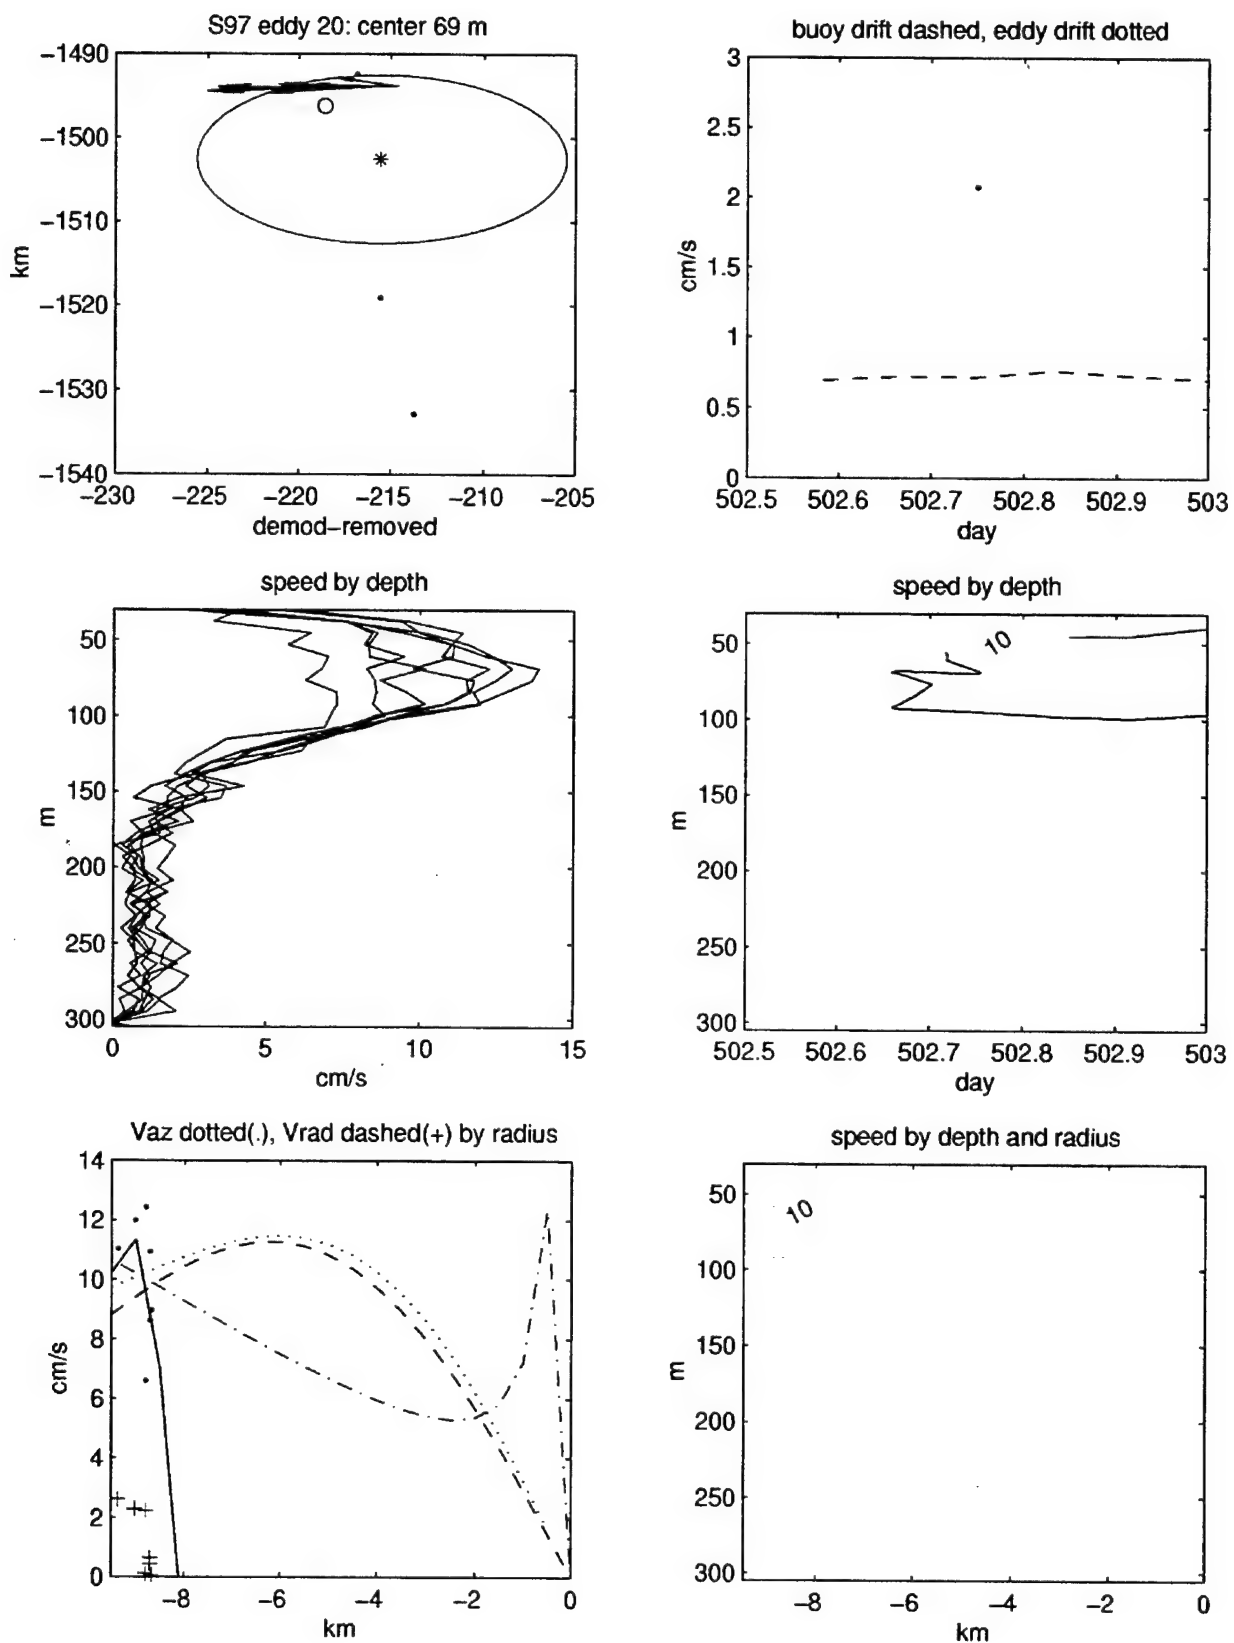 S97 eddy 20: center 69 m
km
−1490
−1500
−1510
−1520
−1530
−1540
−230 −225 −220 −215 −210 −205
demod−removed
buoy drift dashed, eddy drift dotted
cm/s
3
2.5
2
1.5
1
0.5
0
502.5 502.6 502.7 502.8 502.9 503
day
speed by depth
m
50
100
150
200
250
300
0 5 10 15
cm/s
speed by depth
m
50
100
150
200
250
300
10
502.5 502.6 502.7 502.8 502.9 503
day
Vaz dotted(.), Vrad dashed(+) by radius
cm/s
14
12
10
8
6
4
2
0
−8 −6 −4 −2 0
km
speed by depth and radius
m
50
100
150
200
250
300
10
−8 −6 −4 −2 0
km